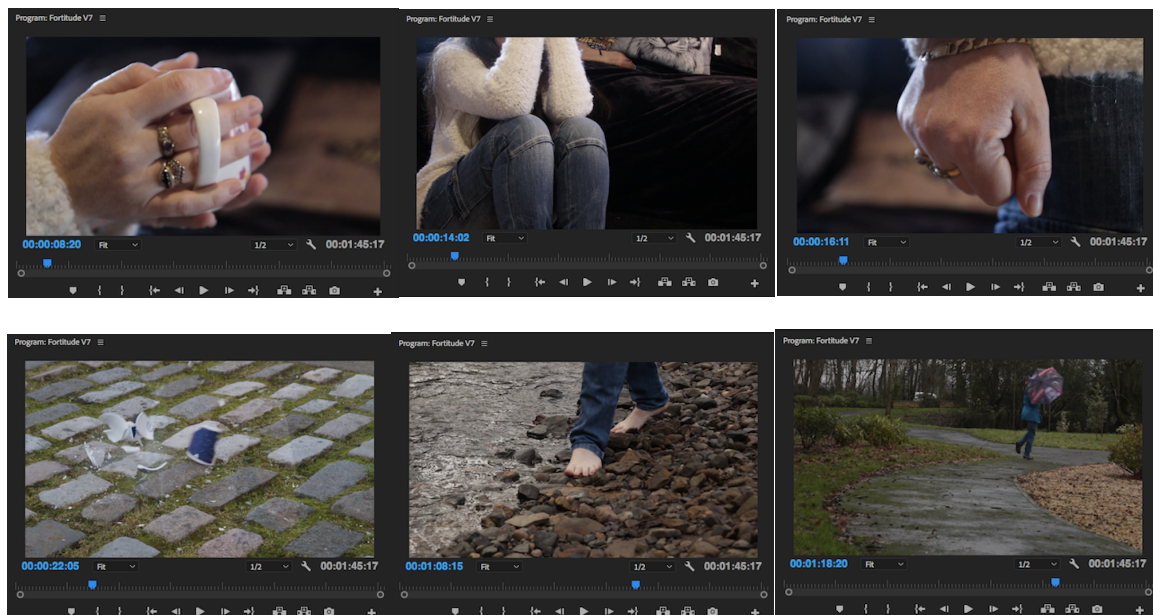 Program: Fortitude V7
00:00:08:20 Fit 1/2 00:01:45:17
Program: Fortitude V7
00:00:14:02 Fit 1/2 00:01:45:17
Program: Fortitude V7
00:00:16:11 Fit 1/2 00:01:45:17
Program: Fortitude V7
00:00:22:05 Fit 1/2 00:01:45:17
Program: Fortitude V7
00:01:08:15 Fit 1/2 00:01:45:17
Program: Fortitude V7
00:01:18:20 Fit 1/2 00:01:45:17